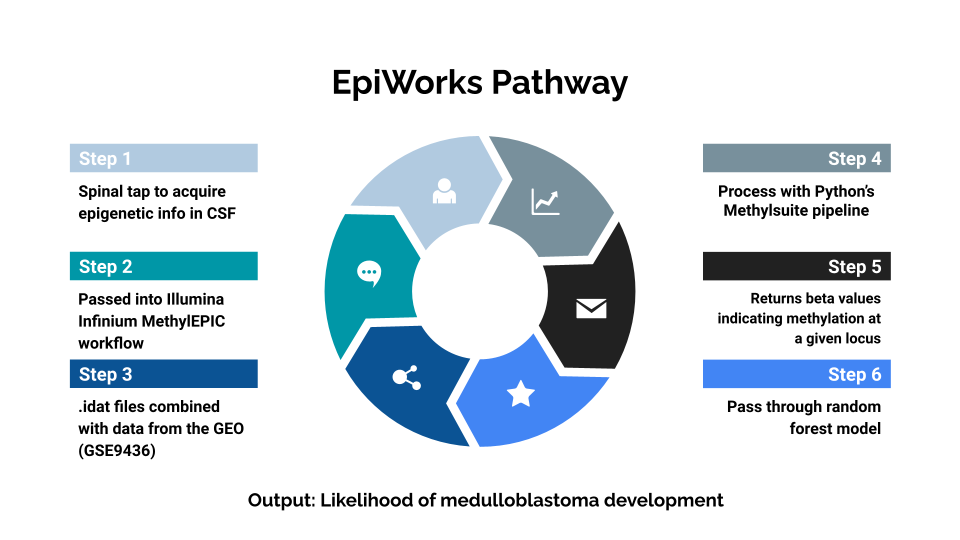 EpiWorks Pathway
Step 1
Spinal tap to acquire
epigenetic info in CSF
Step 2
Passed into Illumina
Infinium MethylEPIC
workflow
Step 3
.idat files combined
with data from the GEO
(GSE9436)
Step 4
Process with Python's
Methylsuite pipeline
Step 5
Returns beta values
indicating methylation at
a given locus
Step 6
Pass through random
forest model
Output: Likelihood of medulloblastoma development